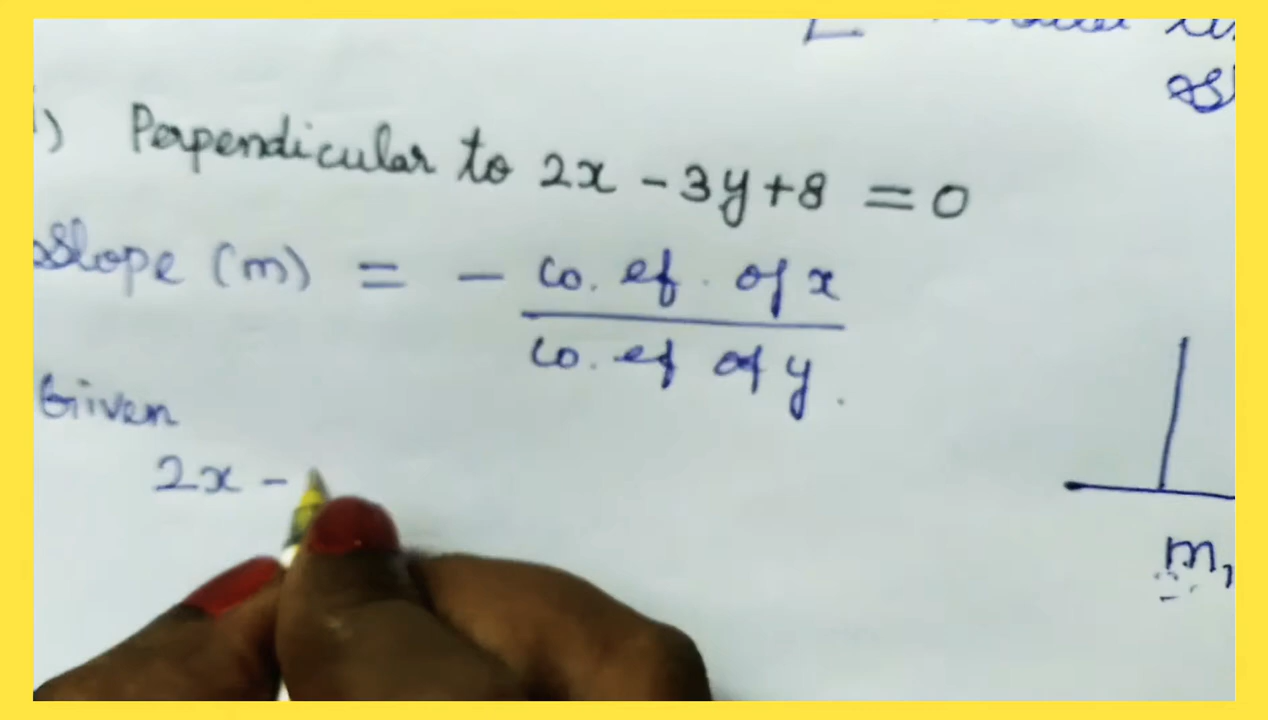 i) Perpendicular to 2x - 3y + 8 = 0
Slope (m) = - co. ef. of x
co. ef of y.
Given
2x -
m₁